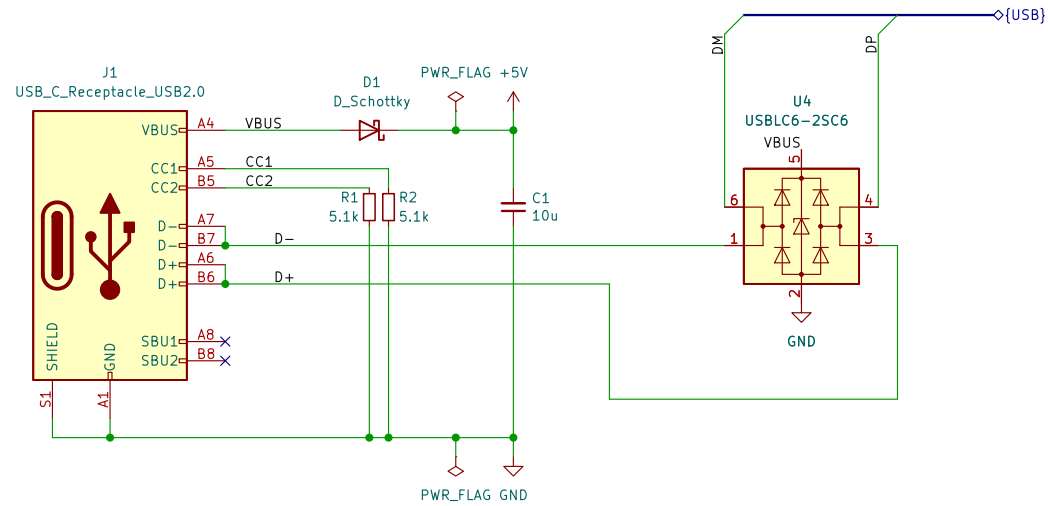 {USB}
DM
DP
J1
USB_C_Receptacle_USB2.0
D1
D_Schottky
PWR_FLAG
+5V
U4
USBLC6-2SC6
VBUS
5
6
4
1
3
2
GND
VBUS
A4
VBUS
CC1
A5
CC1
CC2
B5
CC2
R1
5.1k
R2
5.1k
C1
10u
D-
A7
D-
B7
D-
D+
A6
D+
B6
D+
SBU1
A8
SBU2
B8
SHIELD
GND
S1
A1
PWR_FLAG
GND